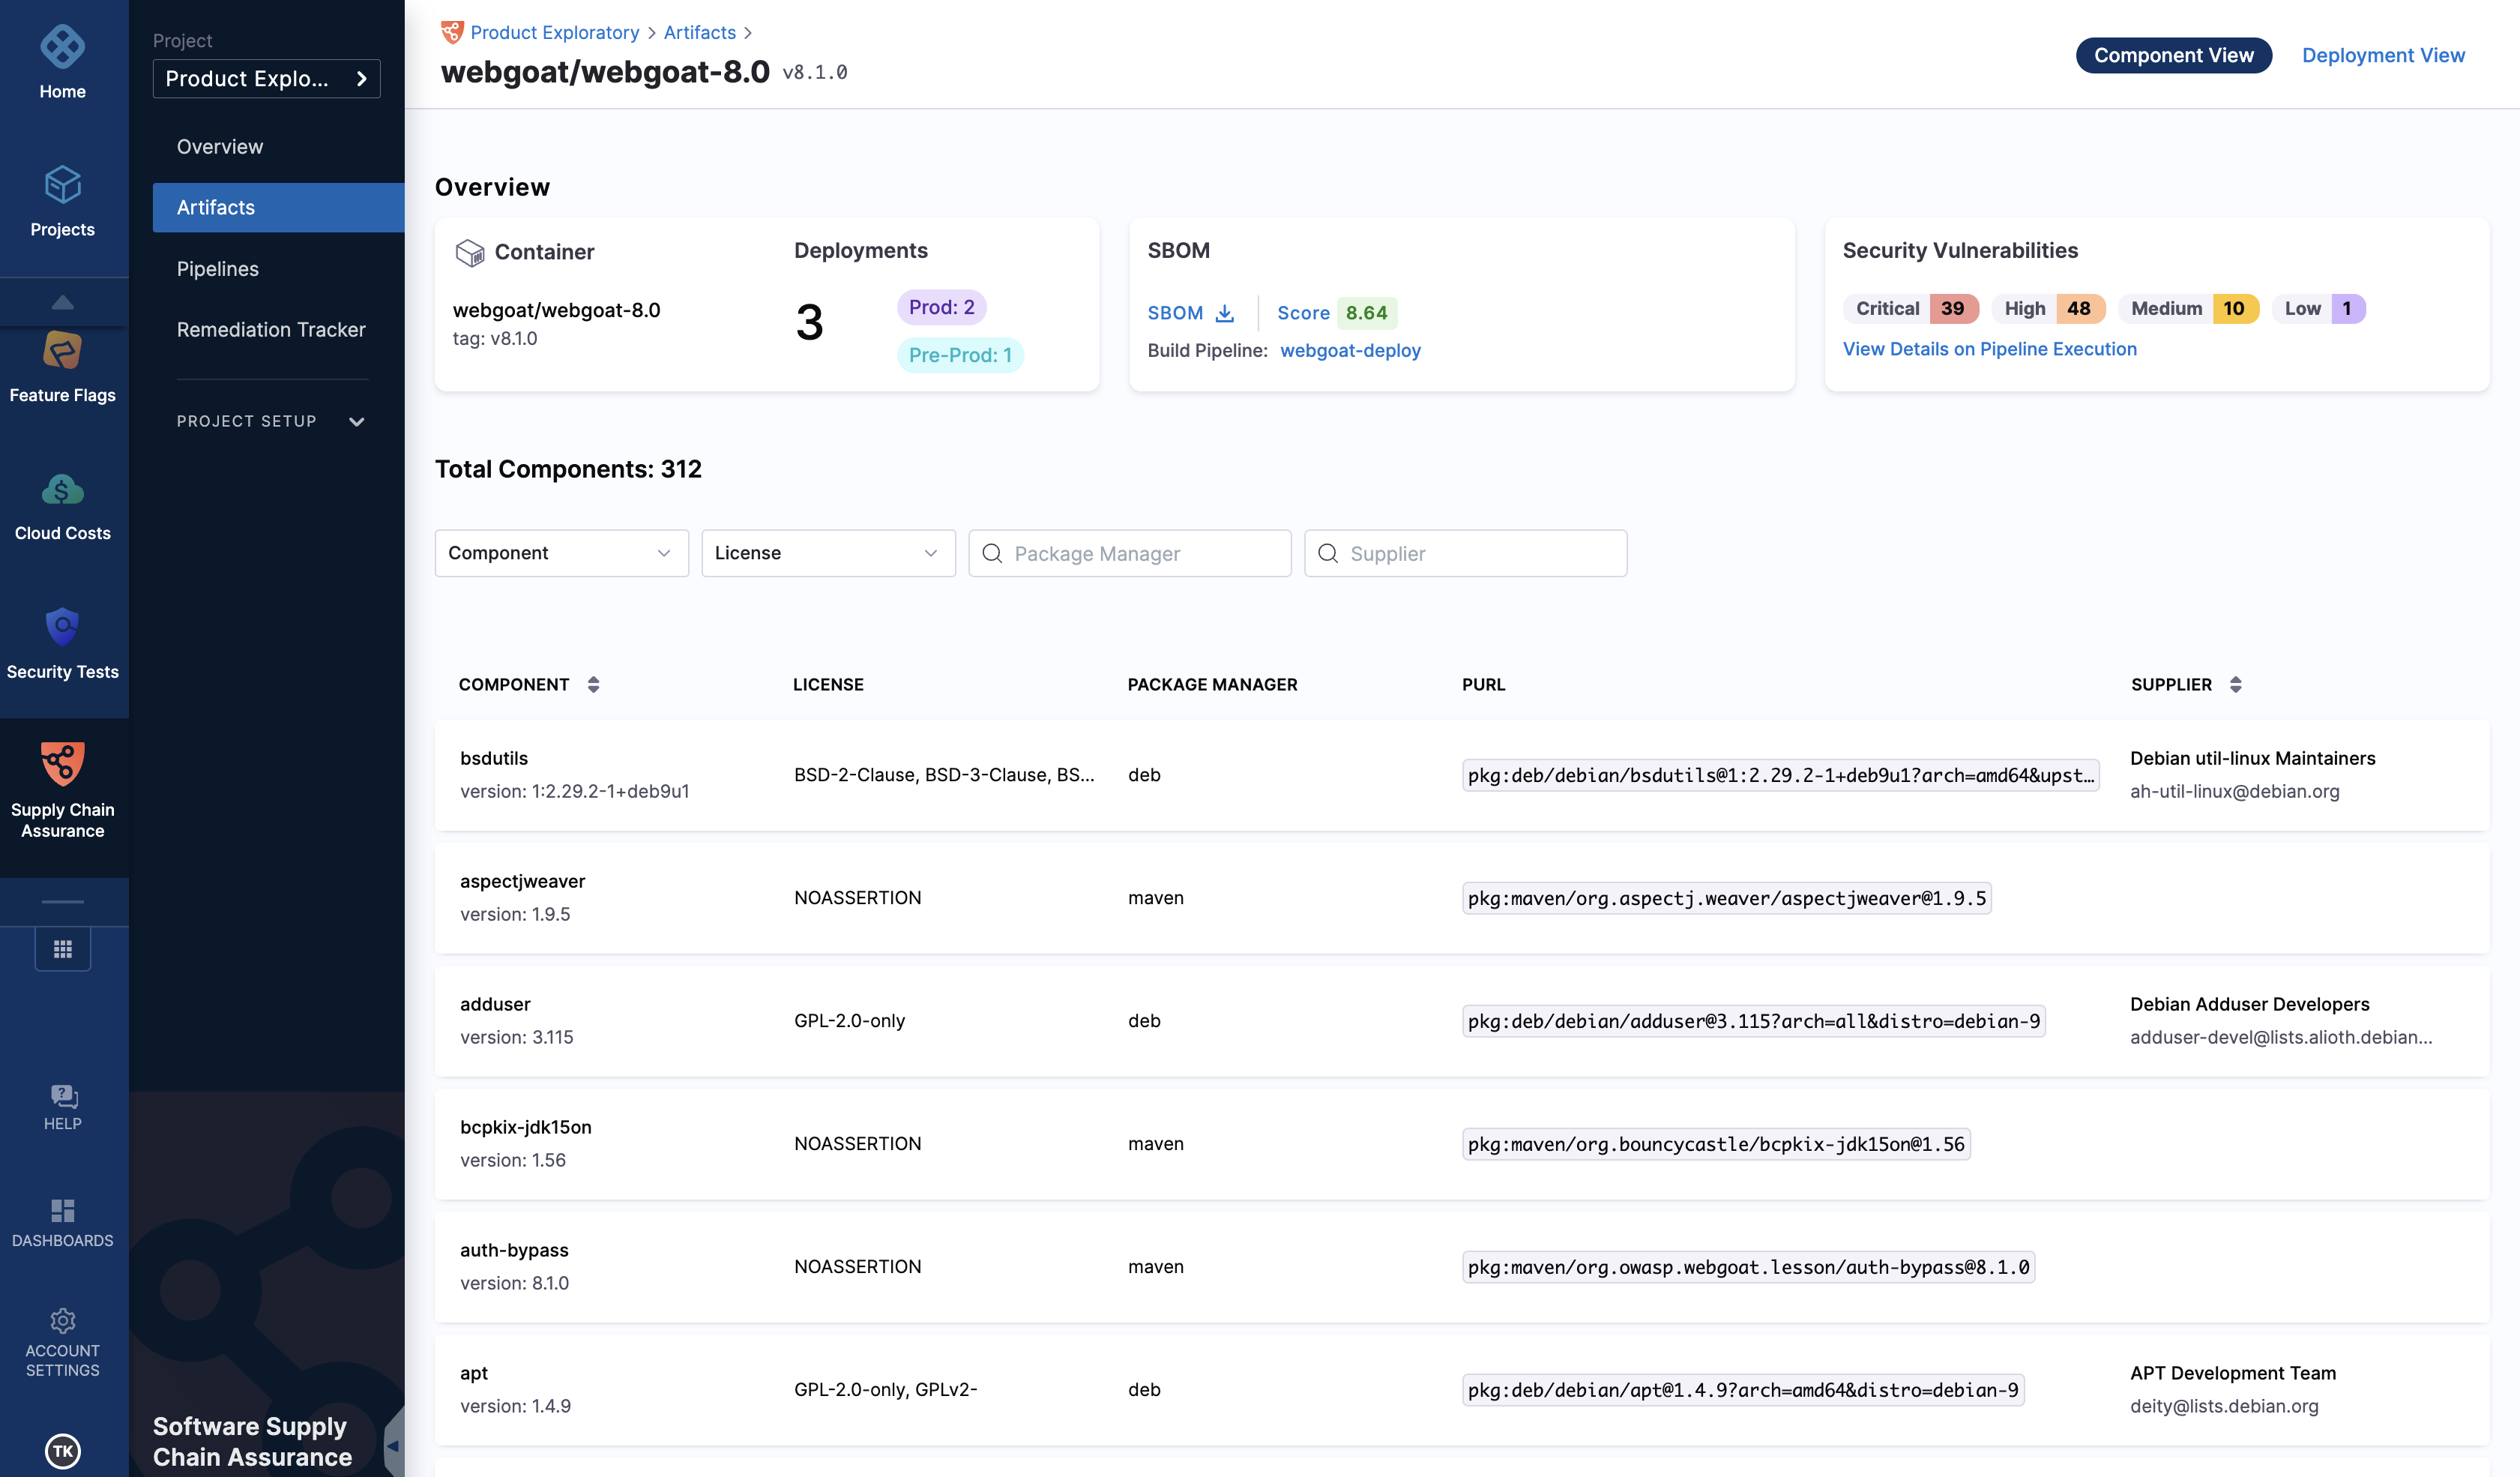 Home
Projects
Feature Flags
Cloud Costs
Security Tests
Supply Chain
Assurance
HELP
DASHBOARDS
ACCOUNT
SETTINGS
TK
Project
Product Explo...
Overview
Artifacts
Pipelines
Remediation Tracker
PROJECT SETUP
Software Supply
Chain Assurance
Product Exploratory > Artifacts >
webgoat/webgoat-8.0 v8.1.0
Component View
Deployment View
Overview
Container
webgoat/webgoat-8.0
tag: v8.1.0
Deployments
3
Prod: 2
Pre-Prod: 1
SBOM
SBOM
Score 8.64
Build Pipeline: webgoat-deploy
Security Vulnerabilities
Critical 39 High 48 Medium 10 Low 1
View Details on Pipeline Execution
Total Components: 312
Component
License
Package Manager
Supplier
COMPONENT LICENSE PACKAGE MANAGER PURL SUPPLIER
bsdutils
version: 1:2.29.2-1+deb9u1
BSD-2-Clause, BSD-3-Clause, BS...
deb
pkg:deb/debian/bsdutils@1:2.29.2-1+deb9u1?arch=amd64&upst...
Debian util-linux Maintainers
ah-util-linux@debian.org
aspectjweaver
version: 1.9.5
NOASSERTION
maven
pkg:maven/org.aspectj.weaver/aspectjweaver@1.9.5
adduser
version: 3.115
GPL-2.0-only
deb
pkg:deb/debian/adduser@3.115?arch=all&distro=debian-9
Debian Adduser Developers
adduser-devel@lists.alioth.debian...
bcpkix-jdk15on
version: 1.56
NOASSERTION
maven
pkg:maven/org.bouncycastle/bcpkix-jdk15on@1.56
auth-bypass
version: 8.1.0
NOASSERTION
maven
pkg:maven/org.owasp.webgoat.lesson/auth-bypass@8.1.0
apt
version: 1.4.9
GPL-2.0-only, GPLv2-
deb
pkg:deb/debian/apt@1.4.9?arch=amd64&distro=debian-9
APT Development Team
deity@lists.debian.org